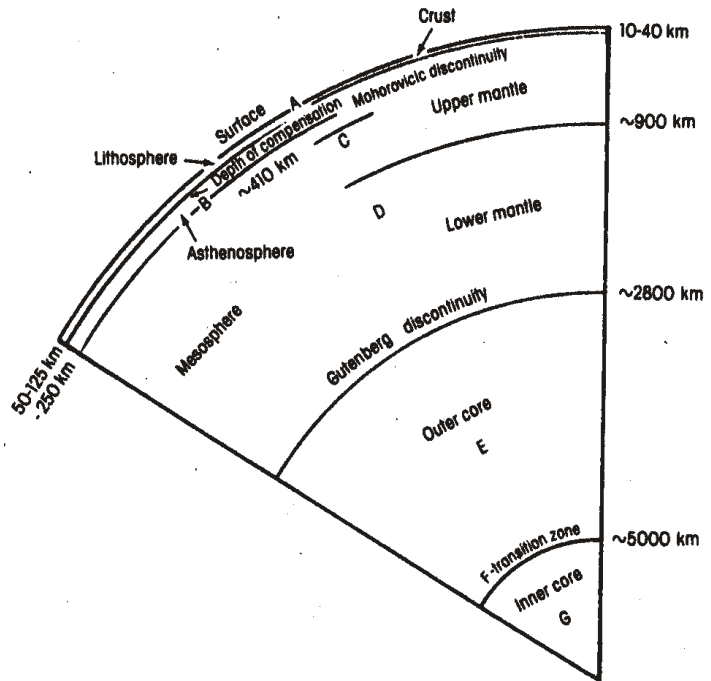 Crust
10-40 km
Mohorovicic discontinuity
Surface
A
Upper mantle
Depth of compensation
C
~900 km
Lithosphere
~410 km
B
D
Lower mantle
Asthenosphere
~2800 km
Mesosphere
Gutenberg discontinuity
50-125 km
-250 km
Outer core
E
F-transition zone
~5000 km
Inner core
G